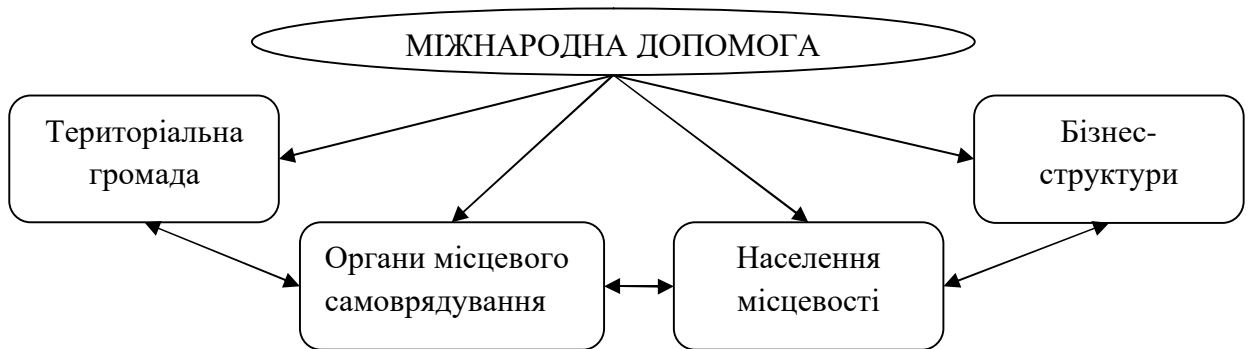 МІЖНАРОДНА ДОПОМОГА
Територіальна
громада
Бізнес-
структури
Органи місцевого
самоврядування
Населення
місцевості